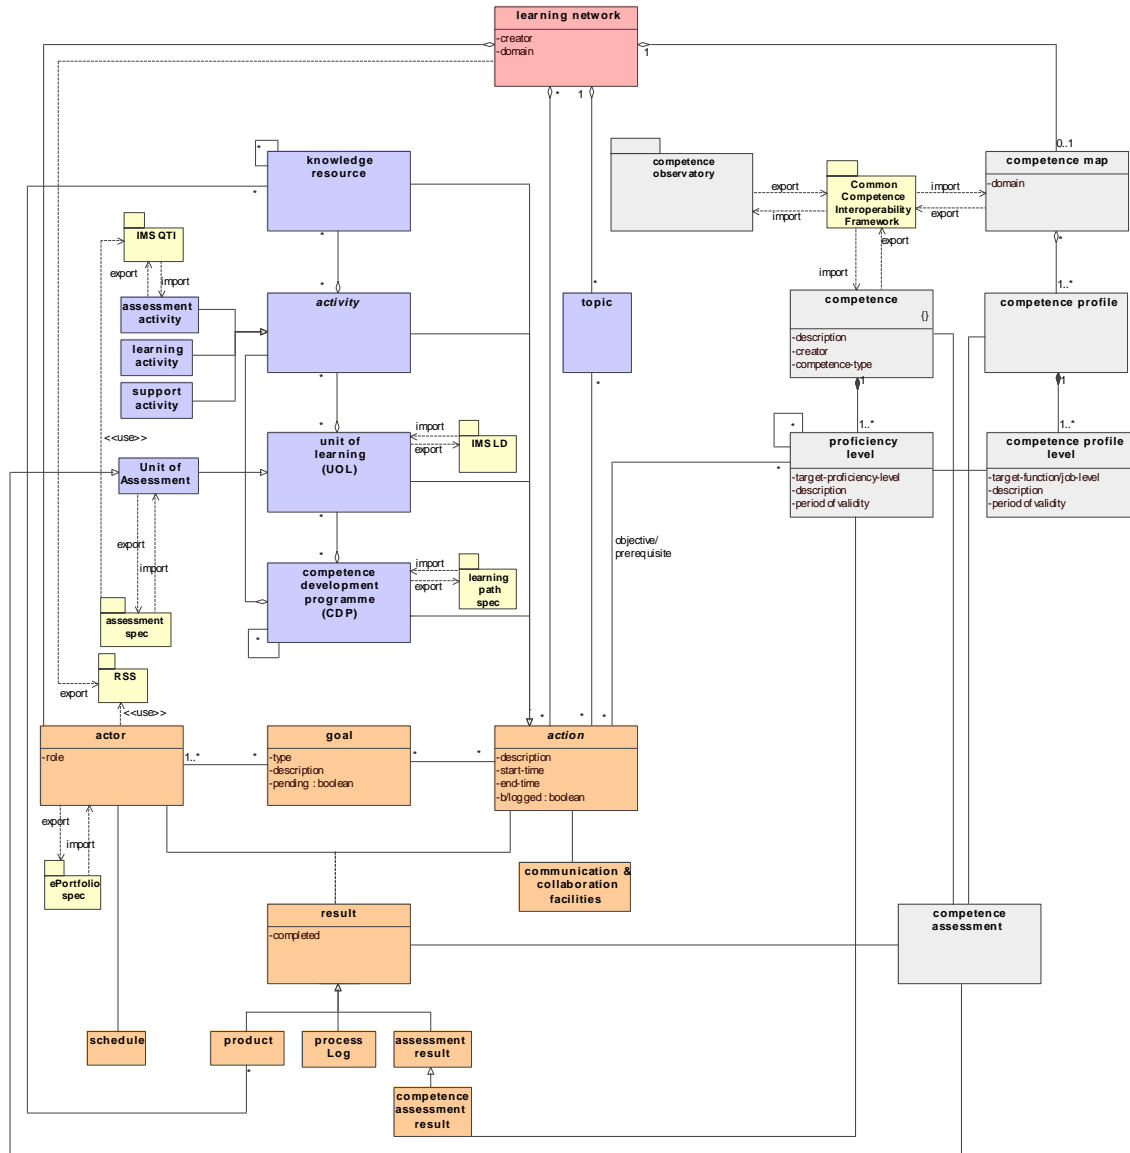 learning network
-creator
-domain
1
*
1
0..1
knowledge
resource
*
*
*
*
competence
observatory
export
import
Common
Competence
Interoperability
Framework
import
export
competence map
-domain
*
1..*
export
import
IMS QTI
export
import
assessment
activity
learning
activity
support
activity
activity
*
*
topic
*
*
competence
{}
-description
-creator
-competence-type
1
1..*
competence profile
1
1..*
<<use>>
Unit of
Assessment
unit of
learning
(UOL)
import
export
IMS LD
*
*
*
*
proficiency
level
-target-proficiency-level
-description
-period of validity
competence profile
level
-target-function/job-level
-description
-period of validity
export
import
objective/
prerequisite
competence
development
programme
(CDP)
*
import
export
learning
path
spec
assessment
spec
RSS
export
<<use>>
*
*
*
actor
-role
1..*
*
goal
-type
-description
-pending : boolean
*
*
action
-description
-start-time
-end-time
-b/logged : boolean
export
import
ePortfolio
spec
communication &
collaboration
facilities
result
-completed
competence
assessment
schedule
product
*
process
Log
assessment
result
competence
assessment
result